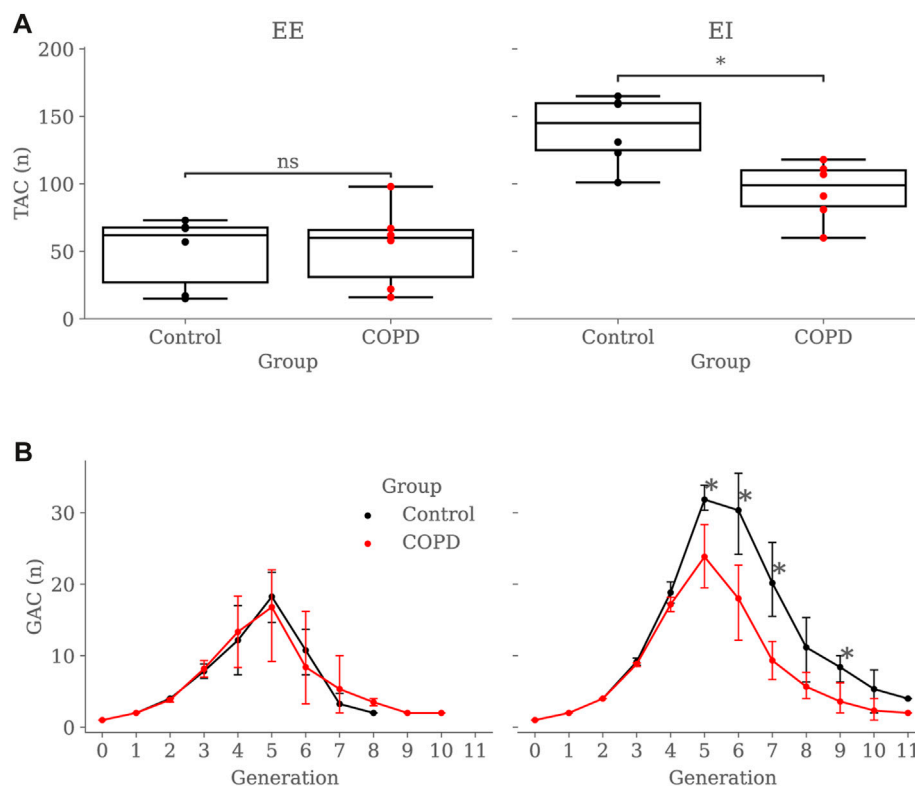 A
EE
EI
200
150
100
50
0
TAC (n)
ns
*
Control
COPD
Group
Control
COPD
Group
B
30
20
10
0
GAC (n)
Group
Control
COPD
* * * *
0 1 2 3 4 5 6 7 8 9 10 11
0 1 2 3 4 5 6 7 8 9 10 11
Generation
Generation